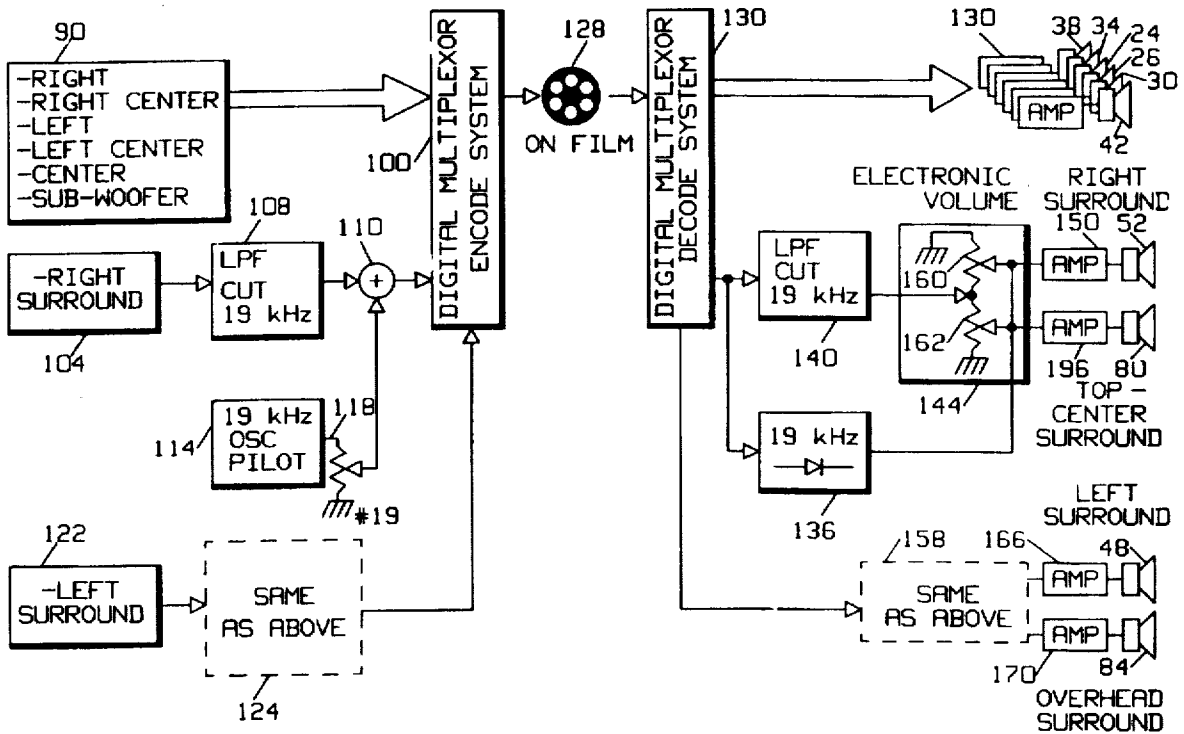 90
-RIGHT
-RIGHT CENTER
-LEFT
-LEFT CENTER
-CENTER
-SUB-WOOFER
100
DIGITAL MULTIPLEXOR
ENCODE SYSTEM
128
ON FILM
130
DIGITAL MULTIPLEXOR
DECODE SYSTEM
130
38
34
24
26
30
AMP
42
-RIGHT
SURROUND
104
108
LPF
CUT
19 kHz
110
+
19 kHz
OSC
PILOT
114
118
#19
122
-LEFT
SURROUND
SAME
AS ABOVE
124
LPF
CUT
19 kHz
140
19 kHz
136
ELECTRONIC
VOLUME
160
162
144
RIGHT
SURROUND
150
52
AMP
AMP
196
80
TOP-
CENTER
SURROUND
158
SAME
AS ABOVE
LEFT
SURROUND
166
48
AMP
AMP
170
84
OVERHEAD
SURROUND